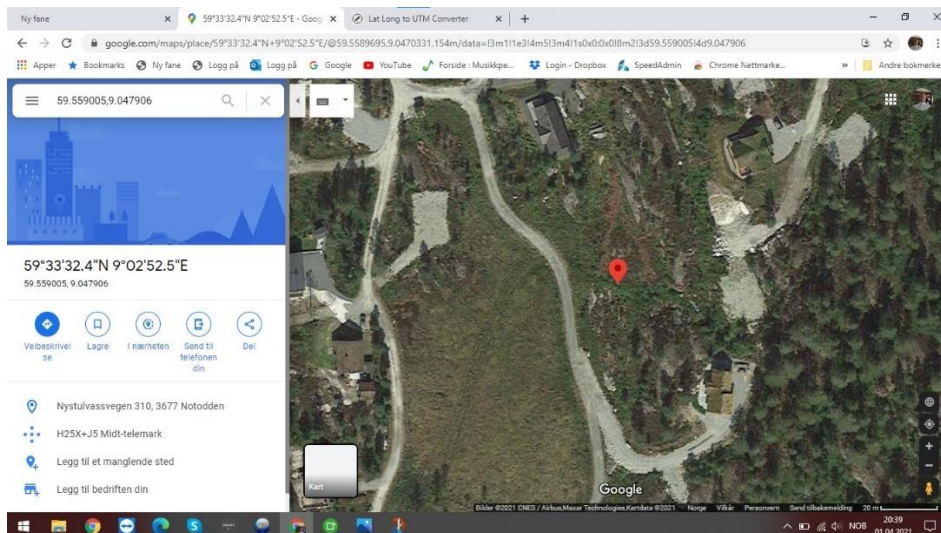 Ny fane
59°33'32.4"N 9°02'52.5"E - Goog
Lat Long to UTM Converter
google.com/maps/place/59°33'32.4"N+9°02'52.5"E/@59.5589695,9.0470331,154m/data=!3m1!1e3!4m5!3m4!1s0x0:0x0!8m2!3d59.559005!4d9.047906
Apper Bookmarks Ny fane Logg på Logg på Google YouTube Forside : Musikkpe... Login - Dropbox SpeedAdmin Chrome Nettmarke... » Andre bokmerke
59.559005,9.047906
59°33'32.4"N 9°02'52.5"E
59.559005, 9.047906
Veibeskrivel
se
Lagre
I nærheten
Send til
telefonen
din
Del
Nystulvassvegen 310, 3677 Notodden
H25X+J5 Midt-telemark
Legg til et manglende sted
Legg til bedriften din
Kart
Google
Bilder ©2021 CNES / Airbus,Maxar Technologies,Kartdata ©2021 Norge Vilkår Personvern Send tilbakemelding 20 m
NOB
20:39
01.04.2021